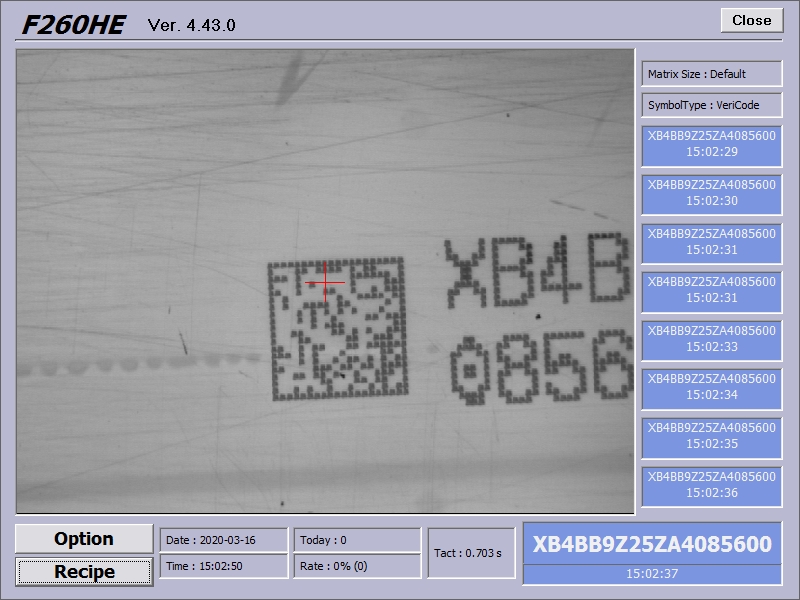 F260HE Ver. 4.43.0
Close
Matrix Size : Default
SymbolType : VeriCode
XB4BB9Z25ZA4085600
15:02:29
XB4BB9Z25ZA4085600
15:02:30
XB4BB9Z25ZA4085600
15:02:31
XB4BB9Z25ZA4085600
15:02:31
XB4BB9Z25ZA4085600
15:02:33
XB4BB9Z25ZA4085600
15:02:34
XB4BB9Z25ZA4085600
15:02:35
XB4BB9Z25ZA4085600
15:02:36
XB4B
Option
Recipe
Date : 2020-03-16
Time : 15:02:50
Today : 0
Rate : 0% (0)
Tact : 0.703 s
XB4BB9Z25ZA4085600
15:02:37